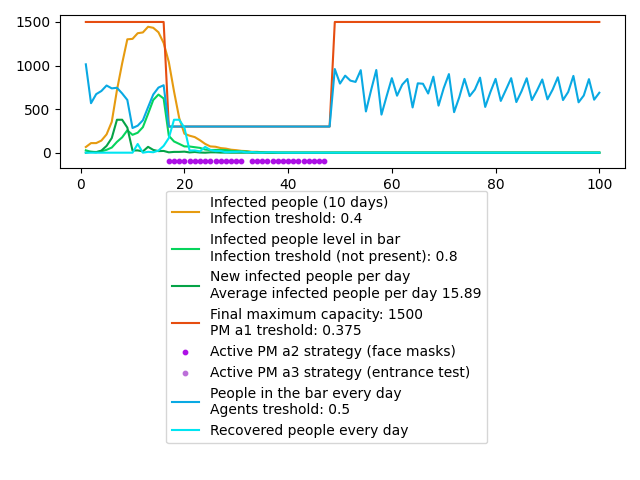 1500
1000
500
0
0 20 40 60 80 100
Infected people (10 days)
Infection treshold: 0.4
Infected people level in bar
Infection treshold (not present): 0.8
New infected people per day
Average infected people per day 15.89
Final maximum capacity: 1500
PM a1 treshold: 0.375
Active PM a2 strategy (face masks)
Active PM a3 strategy (entrance test)
People in the bar every day
Agents treshold: 0.5
Recovered people every day